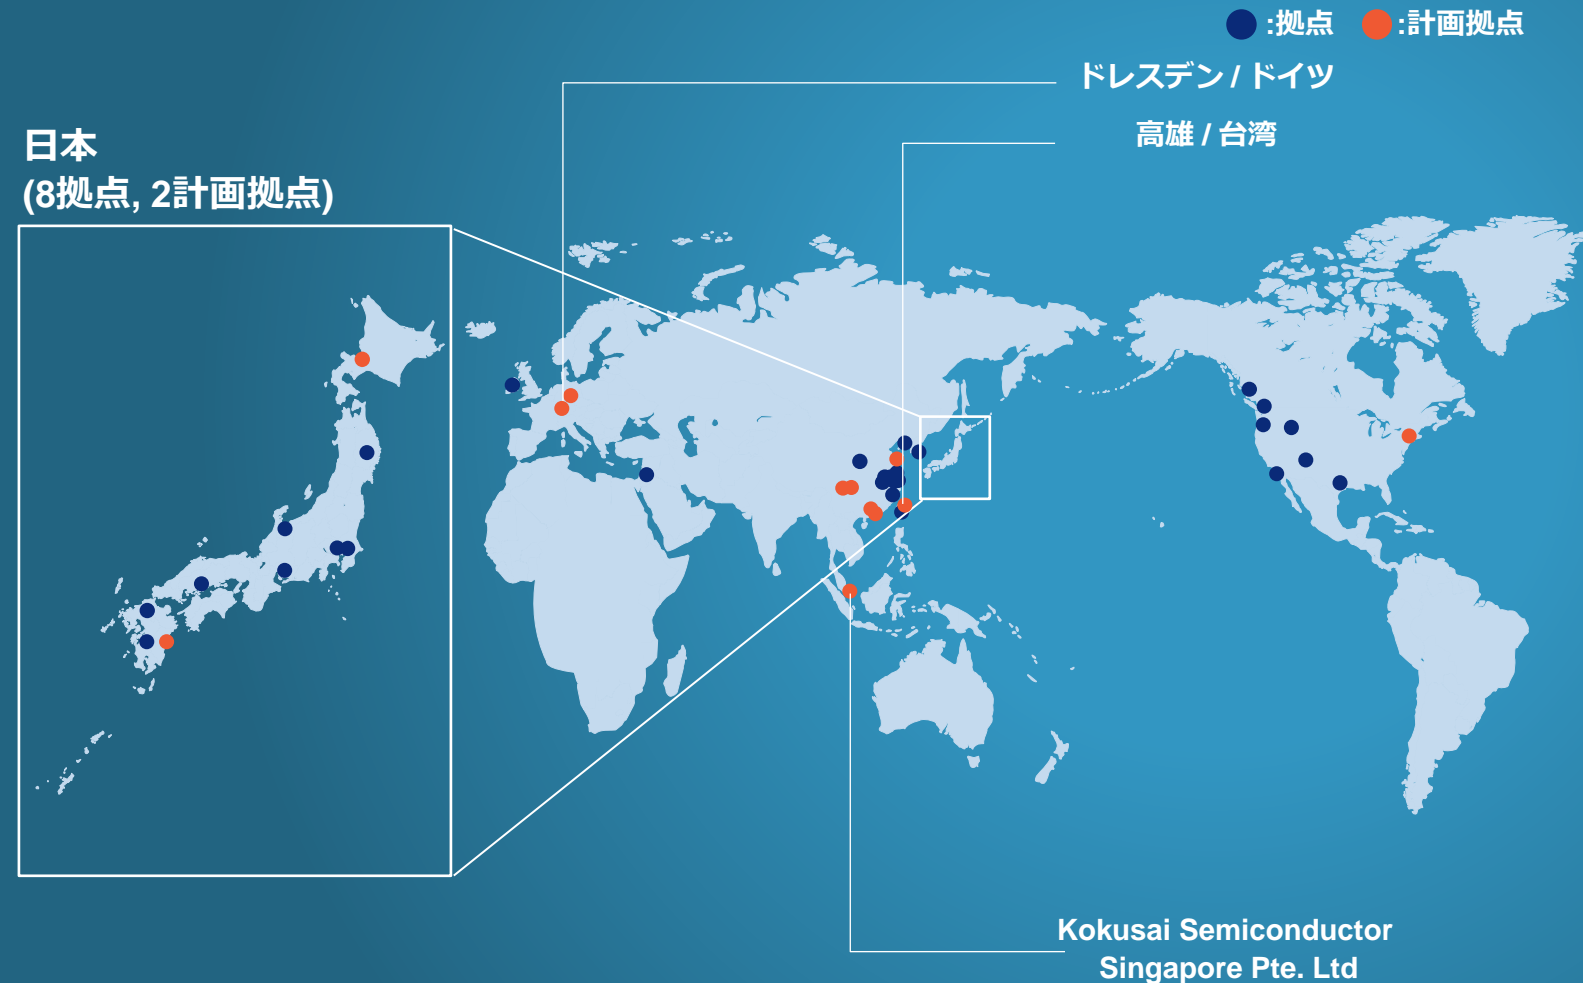 :拠点 :計画拠点
ドレスデン / ドイツ
高雄 / 台湾
日本
(8拠点, 2計画拠点)
Kokusai Semiconductor
Singapore Pte. Ltd